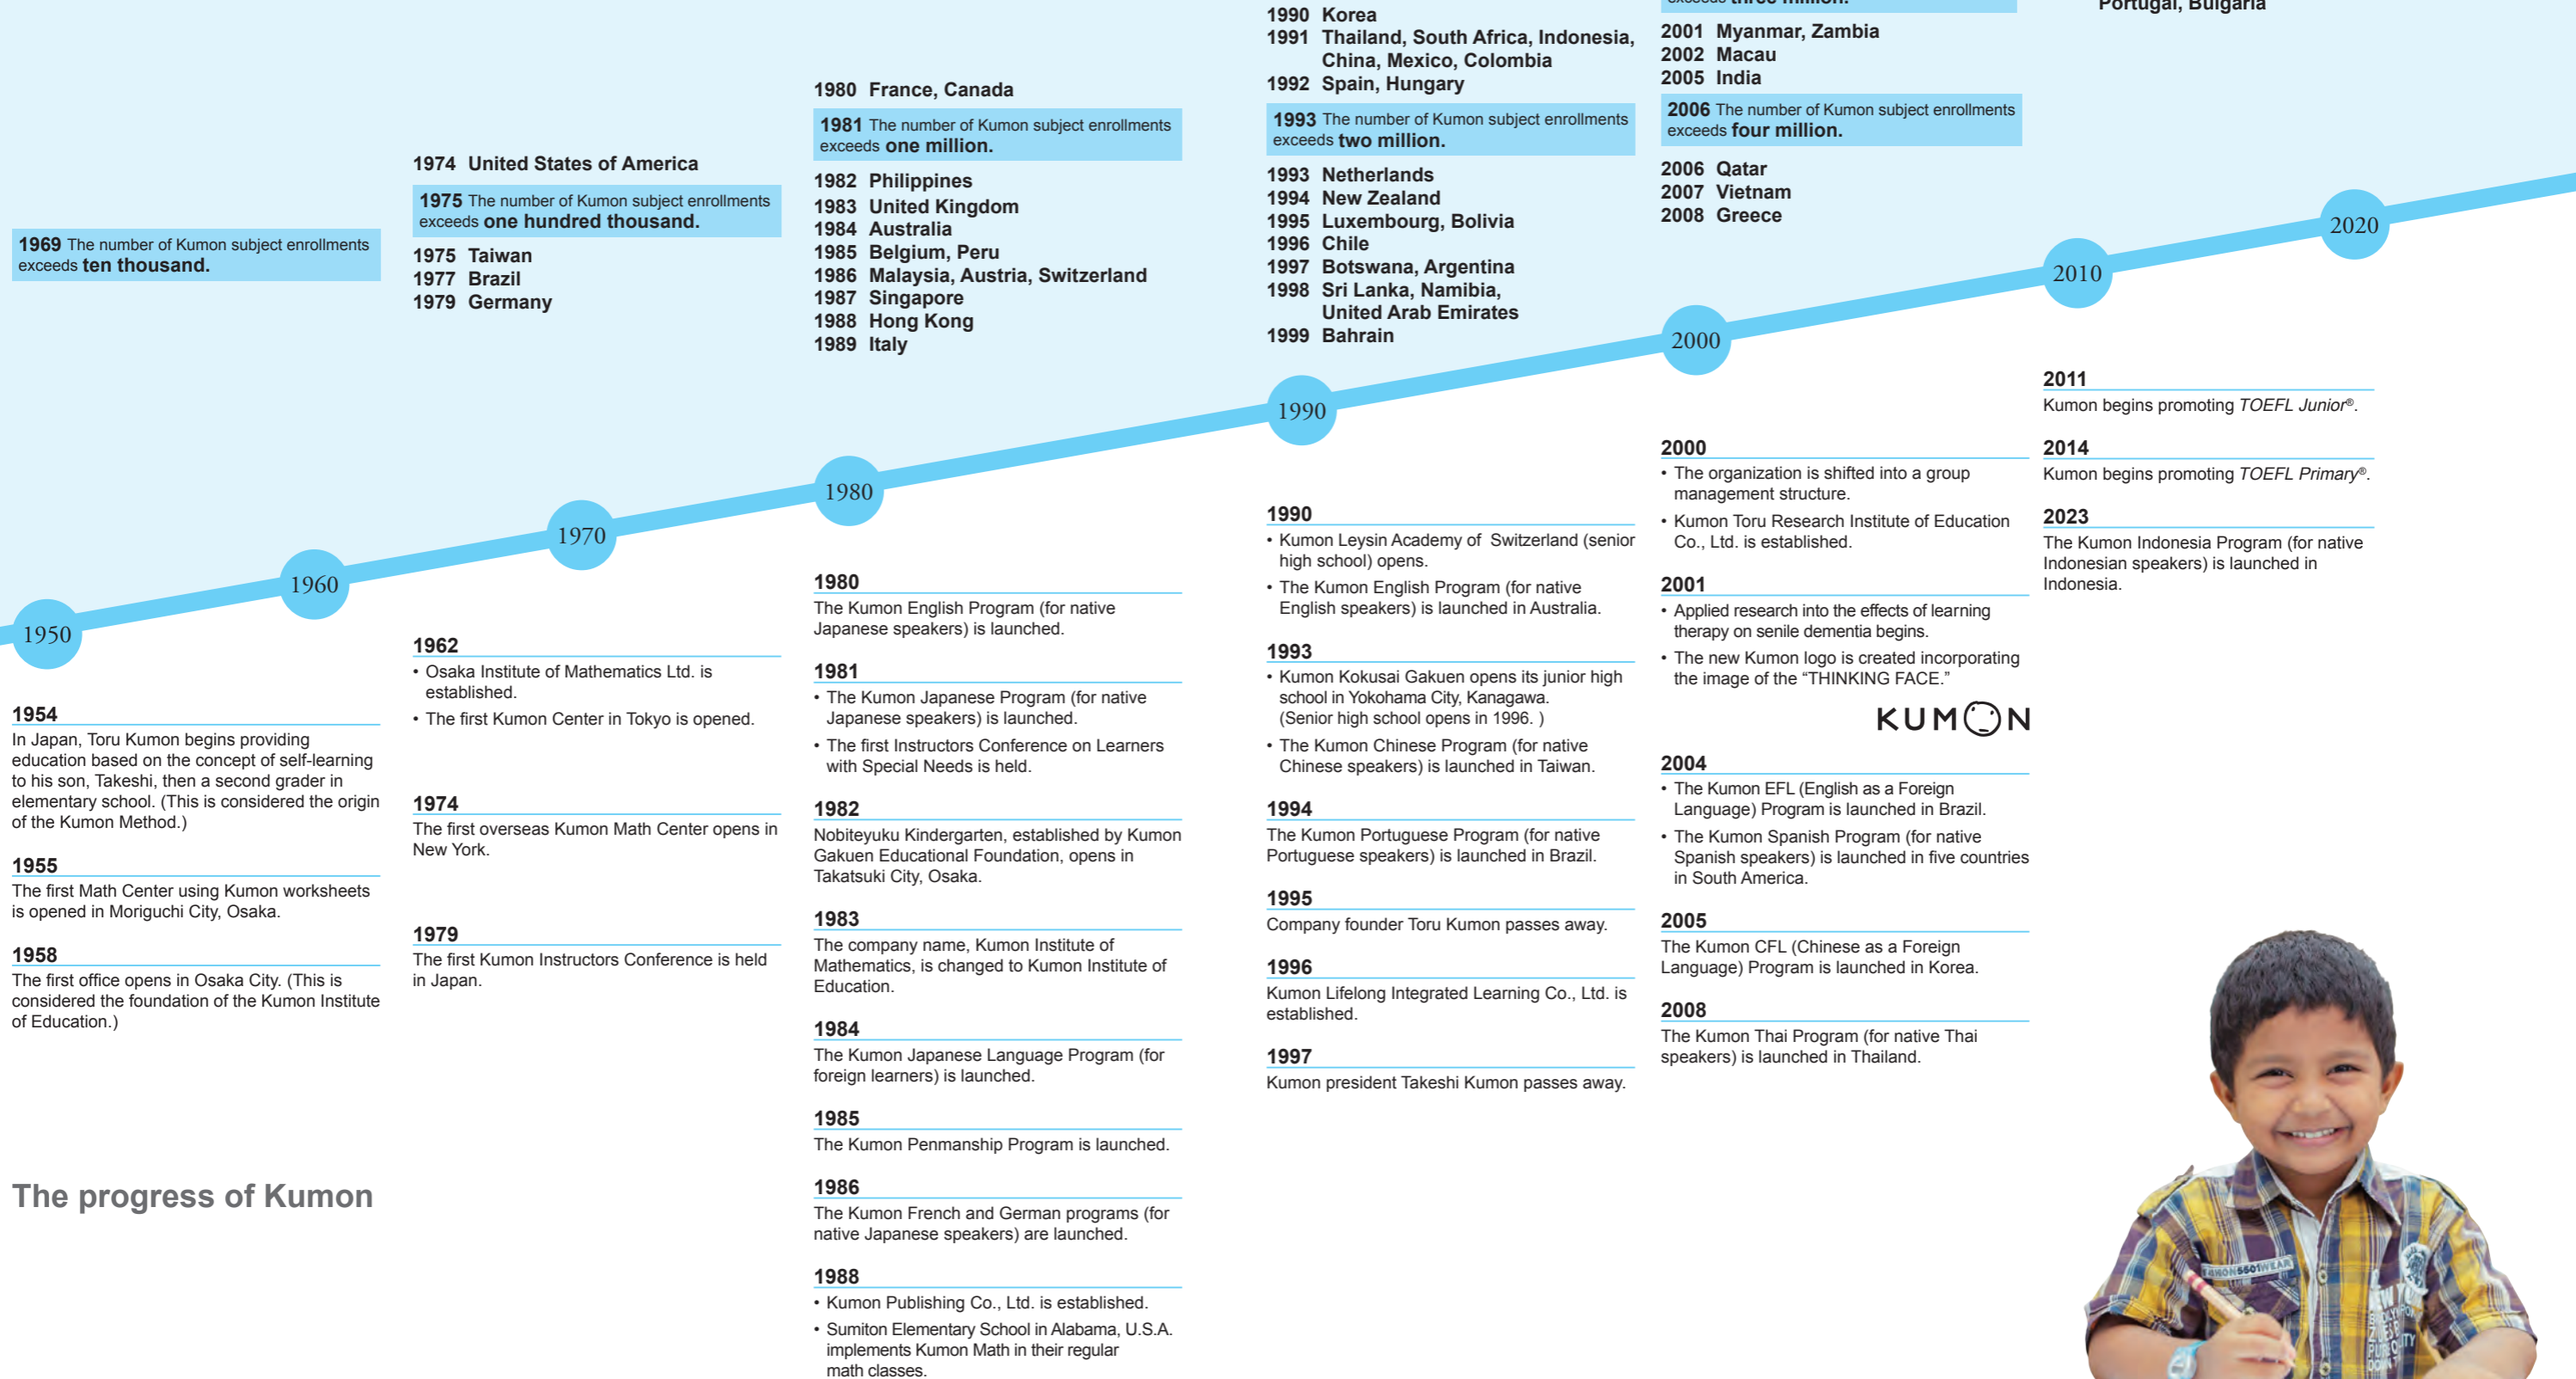 1969 The number of Kumon subject enrollments
exceeds ten thousand.
1974 United States of America
1975 The number of Kumon subject enrollments
exceeds one hundred thousand.
1975 Taiwan
1977 Brazil
1979 Germany
1980 France, Canada
1981 The number of Kumon subject enrollments
exceeds one million.
1982 Philippines
1983 United Kingdom
1984 Australia
1985 Belgium, Peru
1986 Malaysia, Austria, Switzerland
1987 Singapore
1988 Hong Kong
1989 Italy
1990 Korea
1991 Thailand, South Africa, Indonesia,
China, Mexico, Colombia
1992 Spain, Hungary
1993 The number of Kumon subject enrollments
exceeds two million.
1993 Netherlands
1994 New Zealand
1995 Luxembourg, Bolivia
1996 Chile
1997 Botswana, Argentina
1998 Sri Lanka, Namibia,
United Arab Emirates
1999 Bahrain
exceeds three million.
2001 Myanmar, Zambia
2002 Macau
2005 India
2006 The number of Kumon subject enrollments
exceeds four million.
2006 Qatar
2007 Vietnam
2008 Greece
Portugal, Bulgaria
1950
1960
1970
1980
1990
2000
2010
2020
1954
In Japan, Toru Kumon begins providing
education based on the concept of self-learning
to his son, Takeshi, then a second grader in
elementary school. (This is considered the origin
of the Kumon Method.)
1955
The first Math Center using Kumon worksheets
is opened in Moriguchi City, Osaka.
1958
The first office opens in Osaka City. (This is
considered the foundation of the Kumon Institute
of Education.)
1962
• Osaka Institute of Mathematics Ltd. is
established.
• The first Kumon Center in Tokyo is opened.
1974
The first overseas Kumon Math Center opens in
New York.
1979
The first Kumon Instructors Conference is held
in Japan.
1980
The Kumon English Program (for native
Japanese speakers) is launched.
1981
• The Kumon Japanese Program (for native
Japanese speakers) is launched.
• The first Instructors Conference on Learners
with Special Needs is held.
1982
Nobiteyuku Kindergarten, established by Kumon
Gakuen Educational Foundation, opens in
Takatsuki City, Osaka.
1983
The company name, Kumon Institute of
Mathematics, is changed to Kumon Institute of
Education.
1984
The Kumon Japanese Language Program (for
foreign learners) is launched.
1985
The Kumon Penmanship Program is launched.
1986
The Kumon French and German programs (for
native Japanese speakers) are launched.
1988
• Kumon Publishing Co., Ltd. is established.
• Sumiton Elementary School in Alabama, U.S.A.
implements Kumon Math in their regular
math classes.
1990
• Kumon Leysin Academy of Switzerland (senior
high school) opens.
• The Kumon English Program (for native
English speakers) is launched in Australia.
1993
• Kumon Kokusai Gakuen opens its junior high
school in Yokohama City, Kanagawa.
(Senior high school opens in 1996. )
• The Kumon Chinese Program (for native
Chinese speakers) is launched in Taiwan.
1994
The Kumon Portuguese Program (for native
Portuguese speakers) is launched in Brazil.
1995
Company founder Toru Kumon passes away.
1996
Kumon Lifelong Integrated Learning Co., Ltd. is
established.
1997
Kumon president Takeshi Kumon passes away.
2000
• The organization is shifted into a group
management structure.
• Kumon Toru Research Institute of Education
Co., Ltd. is established.
2001
• Applied research into the effects of learning
therapy on senile dementia begins.
• The new Kumon logo is created incorporating
the image of the “THINKING FACE.”
KUMON
2004
• The Kumon EFL (English as a Foreign
Language) Program is launched in Brazil.
• The Kumon Spanish Program (for native
Spanish speakers) is launched in five countries
in South America.
2005
The Kumon CFL (Chinese as a Foreign
Language) Program is launched in Korea.
2008
The Kumon Thai Program (for native Thai
speakers) is launched in Thailand.
2011
Kumon begins promoting TOEFL Junior®.
2014
Kumon begins promoting TOEFL Primary®.
2023
The Kumon Indonesia Program (for native
Indonesian speakers) is launched in
Indonesia.
The progress of Kumon